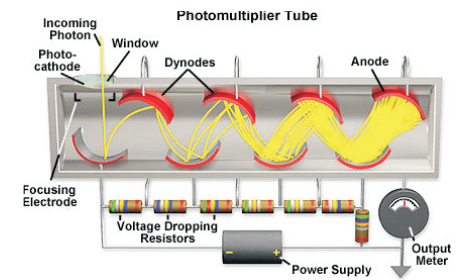 Photomultiplier Tube
Incoming
Photon
Window
Photo-
cathode
Dynodes
Anode
Focusing
Electrode
Voltage Dropping
Resistors
- +
Power Supply
Output
Meter